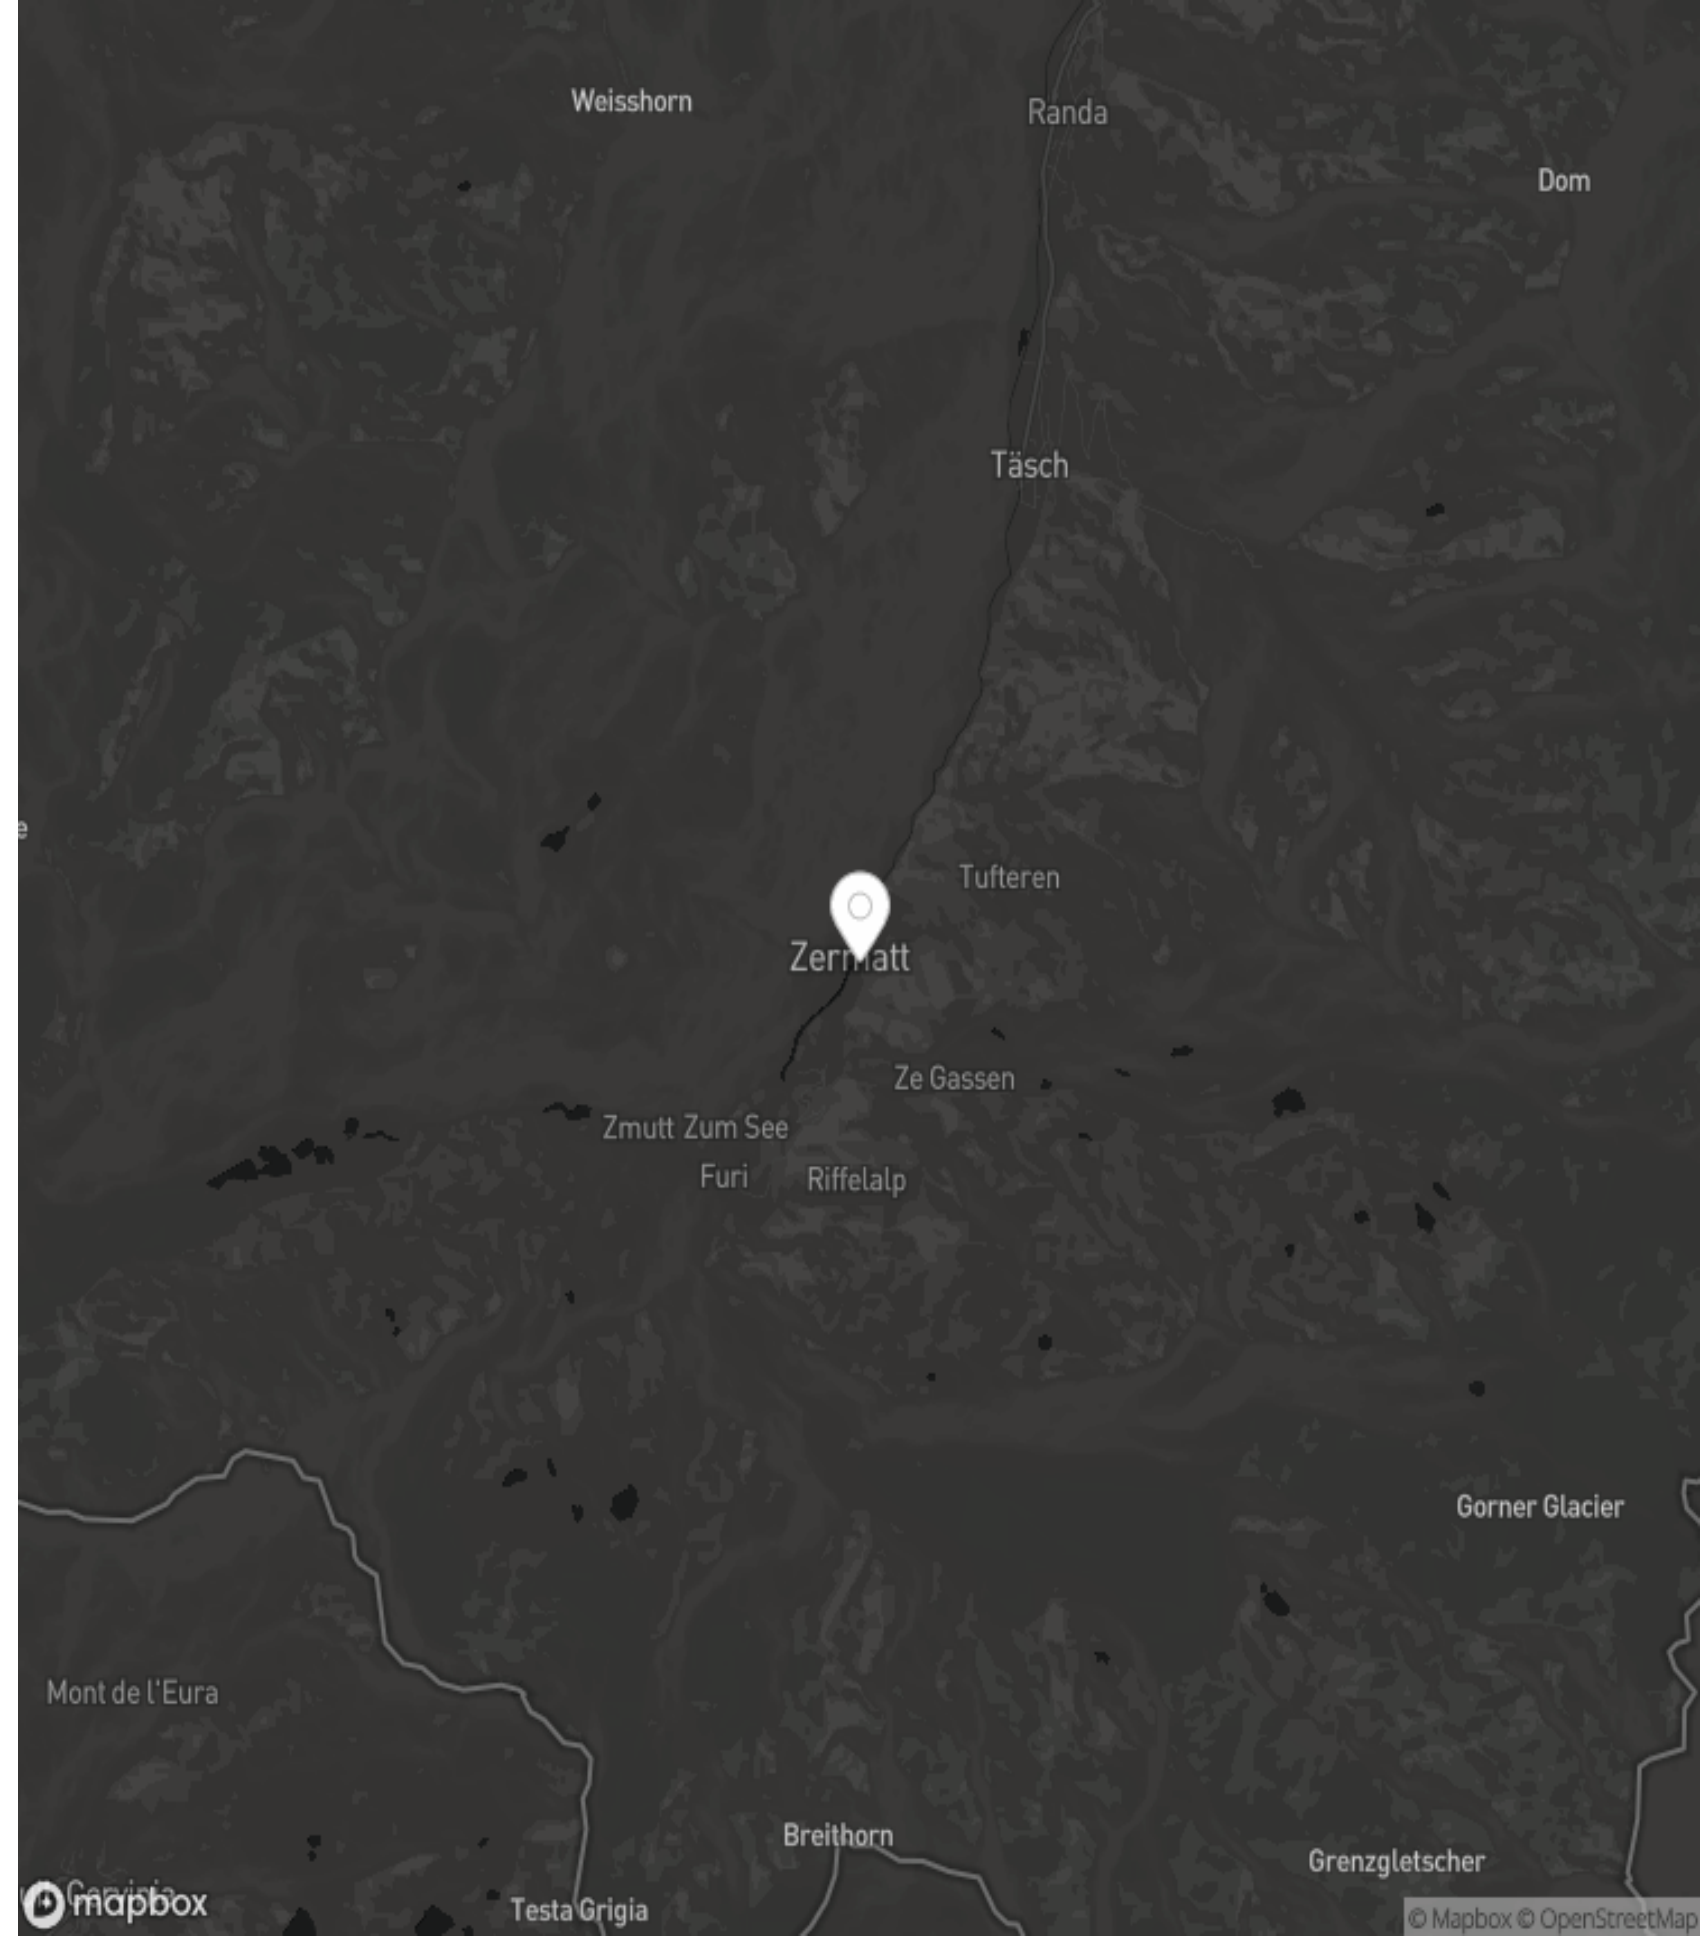 Weisshorn
Randa
Dom
Täsch
e
Tufteren
Zermatt
Ze Gassen
Zmutt Zum See
Furi
Riffelalp
Gorner Glacier
Mont de l'Eura
Breithorn
Grenzgletscher
mapbox
Testa Grigia
© Mapbox © OpenStreetMap